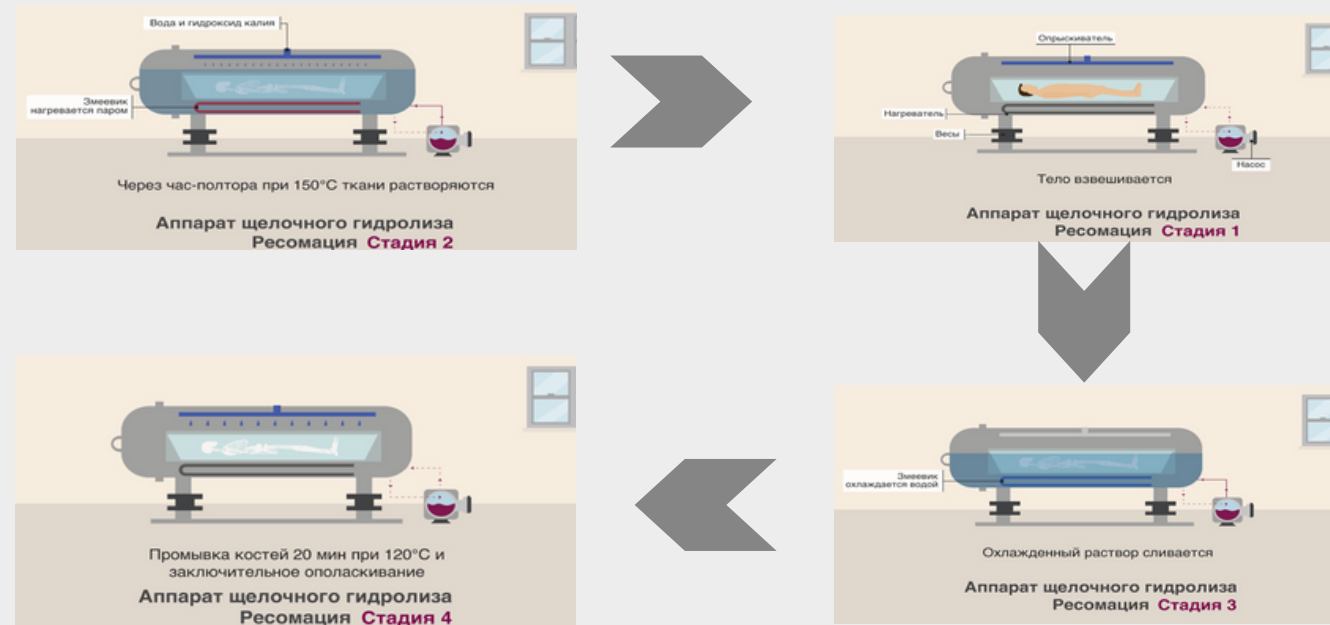 Вода и гидроксид калия
Змеевик
нагревается паром
Через час-полтора при 150°C ткани растворяются
Аппарат щелочного гидролиза
Ресомация Стадия 2
Опрыскиватель
Нагреватель
Весы
Насос
Тело взвешивается
Аппарат щелочного гидролиза
Ресомация Стадия 1
Промывка костей 20 мин при 120°C и
заключительное ополаскивание
Аппарат щелочного гидролиза
Ресомация Стадия 4
Змеевик
охлаждается водой
Охлажденный раствор сливается
Аппарат щелочного гидролиза
Ресомация Стадия 3